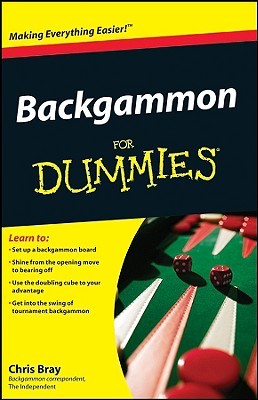 Making Everything Easier!™
Backgammon
FOR
DUMMIES®
Learn to:
• Set up a backgammon board
• Shine from the opening move to bearing off
• Use the doubling cube to your advantage
• Get into the swing of tournament backgammon
Chris Bray
Backgammon correspondent,
The Independent